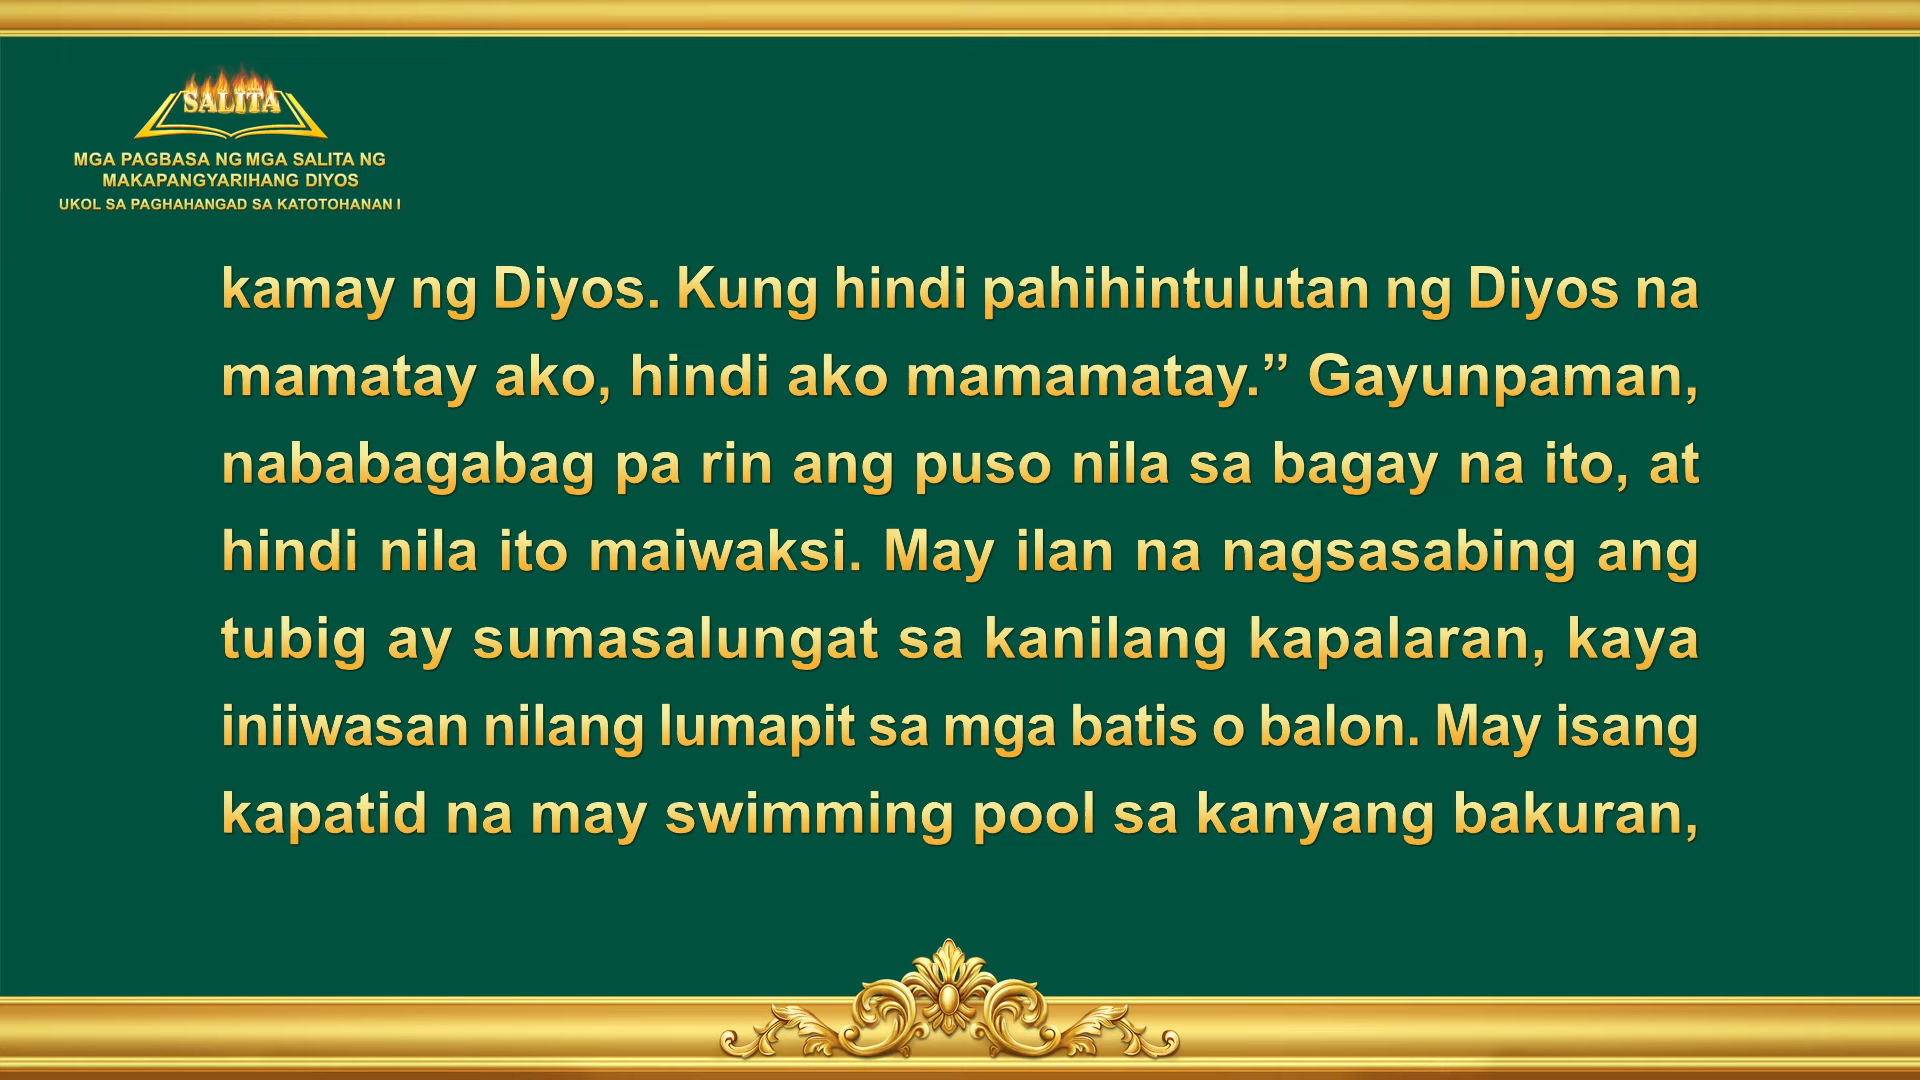 SALITA
MGA PAGBASA NG MGA SALITA NG
MAKAPANGYARIHANG DIYOS
UKOL SA PAGHAHANGAD SA KATOTOHANAN I
kamay ng Diyos. Kung hindi pahihintulutan ng Diyos na
mamatay ako, hindi ako mamamatay.” Gayunpaman,
nababagabag pa rin ang puso nila sa bagay na ito, at
hindi nila ito maiwaksi. May ilan na nagsasabing ang
tubig ay sumasalungat sa kanilang kapalaran, kaya
iniiwasan nilang lumapit sa mga batis o balon. May isang
kapatid na may swimming pool sa kanyang bakuran,